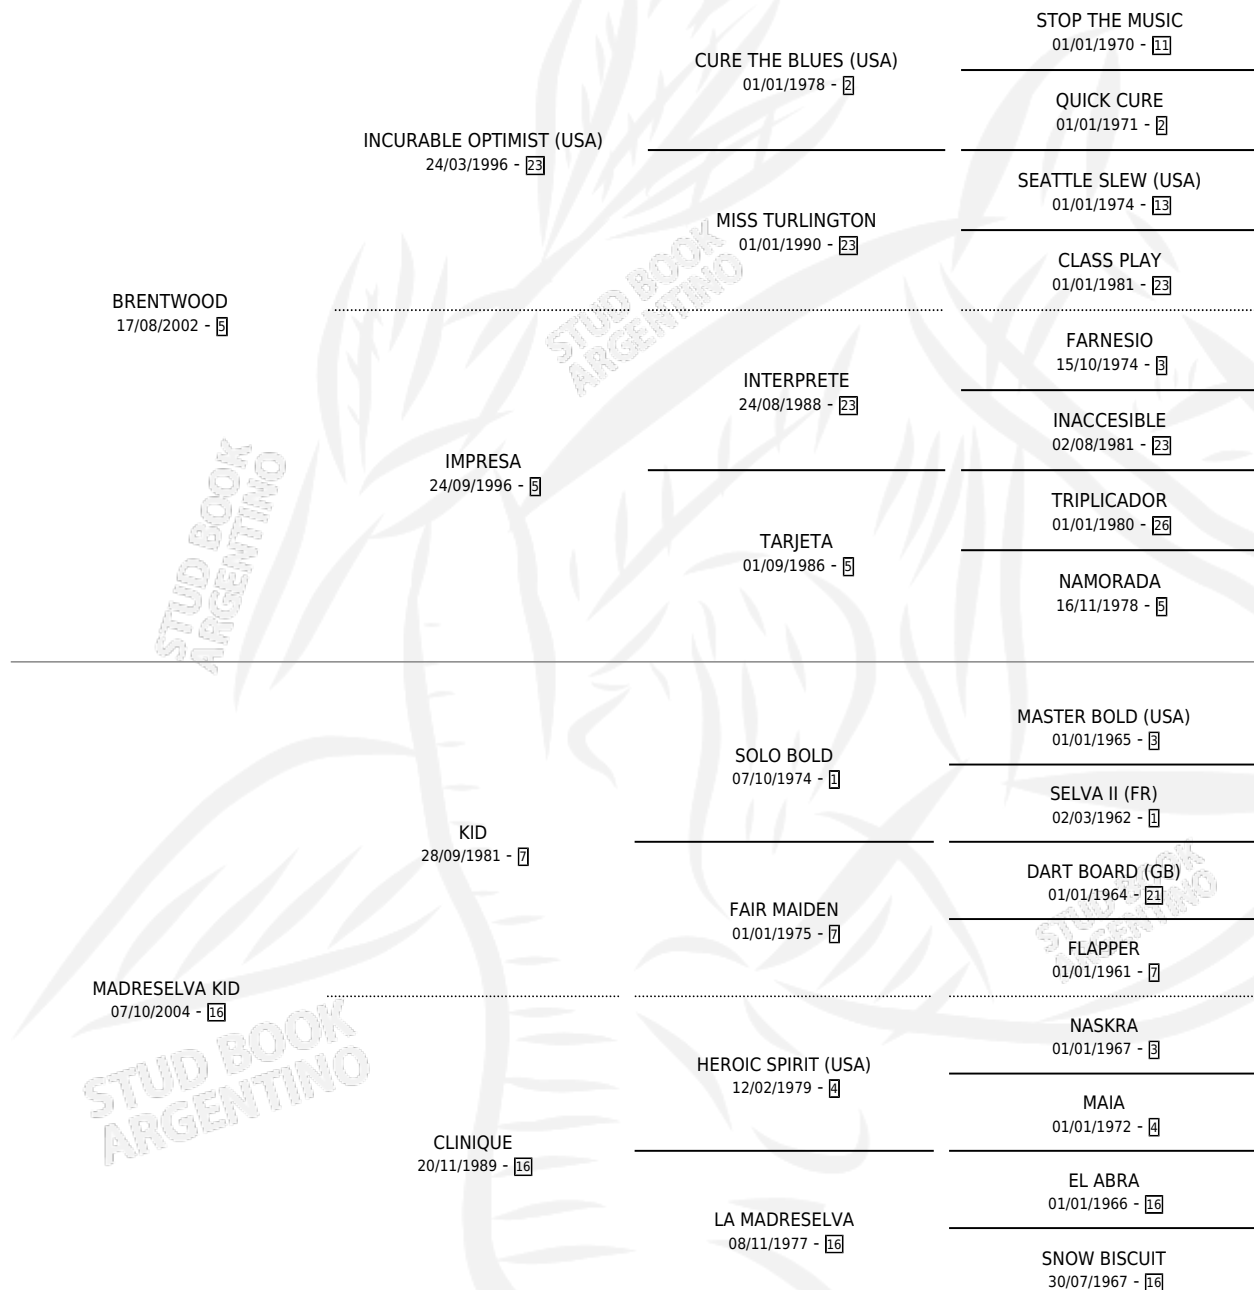 STOP THE MUSIC
01/01/1970 - 11
CURE THE BLUES (USA)
01/01/1978 - 2
QUICK CURE
01/01/1971 - 2
INCURABLE OPTIMIST (USA)
24/03/1996 - 23
SEATTLE SLEW (USA)
01/01/1974 - 13
MISS TURLINGTON
01/01/1990 - 23
CLASS PLAY
01/01/1981 - 23
BRENTWOOD
17/08/2002 - 5
FARNESIO
15/10/1974 - 3
INTERPRETE
24/08/1988 - 23
INACCESIBLE
02/08/1981 - 23
IMPRESA
24/09/1996 - 5
TRIPLICADOR
01/01/1980 - 26
TARJETA
01/09/1986 - 5
NAMORADA
16/11/1978 - 5
MASTER BOLD (USA)
01/01/1965 - 3
SOLO BOLD
07/10/1974 - 1
SELVA II (FR)
02/03/1962 - 1
KID
28/09/1981 - 7
DART BOARD (GB)
01/01/1964 - 21
FAIR MAIDEN
01/01/1975 - 7
FLAPPER
01/01/1961 - 7
MADRESELVA KID
07/10/2004 - 16
NASKRA
01/01/1967 - 3
HEROIC SPIRIT (USA)
12/02/1979 - 4
MAIA
01/01/1972 - 4
CLINIQUE
20/11/1989 - 16
EL ABRA
01/01/1966 - 16
LA MADRESELVA
08/11/1977 - 16
SNOW BISCUIT
30/07/1967 - 16
STUD BOOK
ARGENTINO
STUD BOOK
ARGENTINO
STUD BOOK
ARGENTINO
STUD BOOK
ARGENTINO